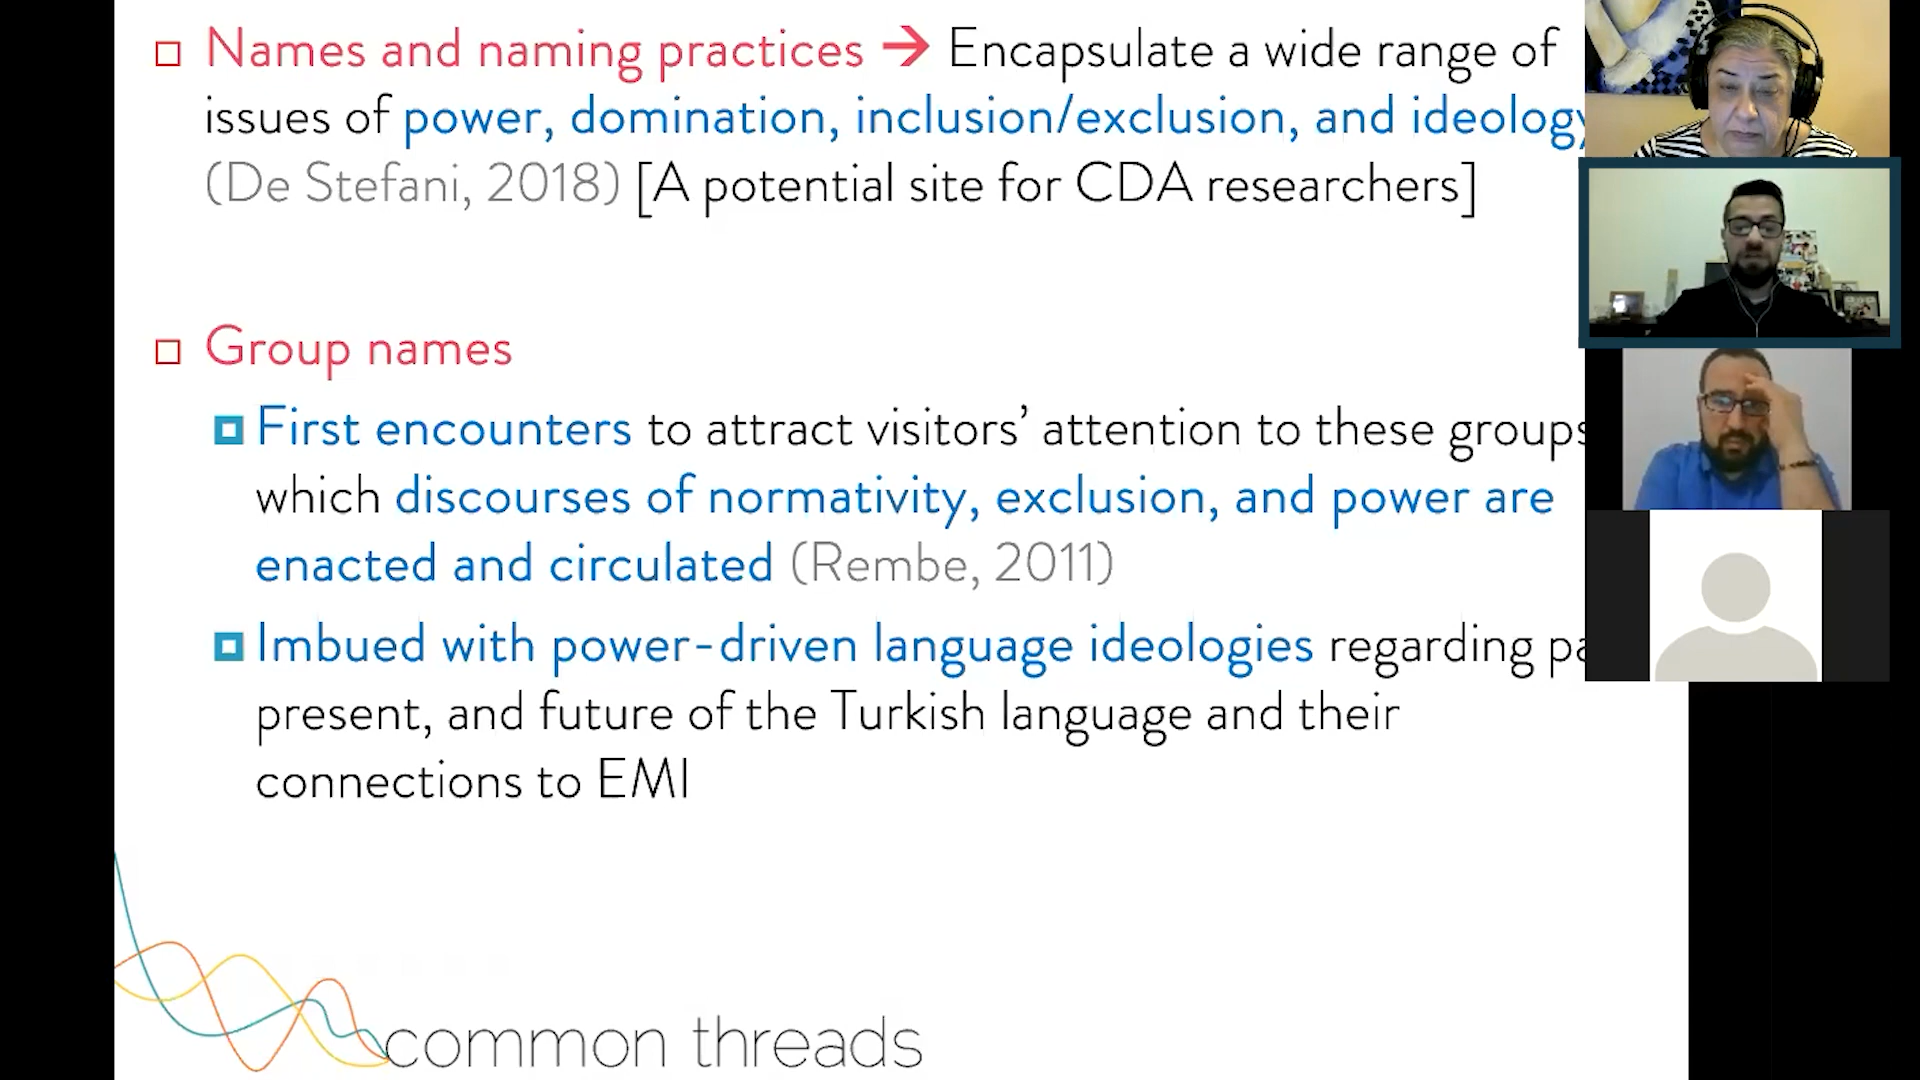 Names and naming practices → Encapsulate a wide range of
issues of power, domination, inclusion/exclusion, and ideology
(De Stefani, 2018) [A potential site for CDA researchers]
Group names
First encounters to attract visitors’ attention to these groups
which discourses of normativity, exclusion, and power are
enacted and circulated (Rembe, 2011)
Imbued with power-driven language ideologies regarding
present, and future of the Turkish language and their
connections to EMI
common threads